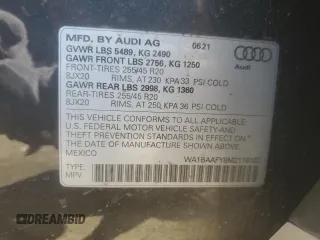 MFD. BY AUDI AG 06.21
Audi
GVWR LBS 5489, KG 2490
GAWR FRONT LBS 2756, KG 1250
FRONT-TIRES 255/45 R20
8JX20 RIMS, AT 230 KPA 33 PSI-COLD
GAWR REAR LBS 2998, KG 1360
REAR-TIRES 255/45 R20
8JX20 RIMS, AT 250 KPA 36 PSI-COLD
THIS VEHICLE CONFORMS TO ALL APPLICABLE
FEDERAL MOTOR VEHICLE SAFETY, BUMPER, AND
THEFT PREVENTION STANDARDS IN EFFECT ON
THE DATE OF MANUFACTURE SHOWN ABOVE.
MEXICO
TYPE:
MPV
DREAMBID